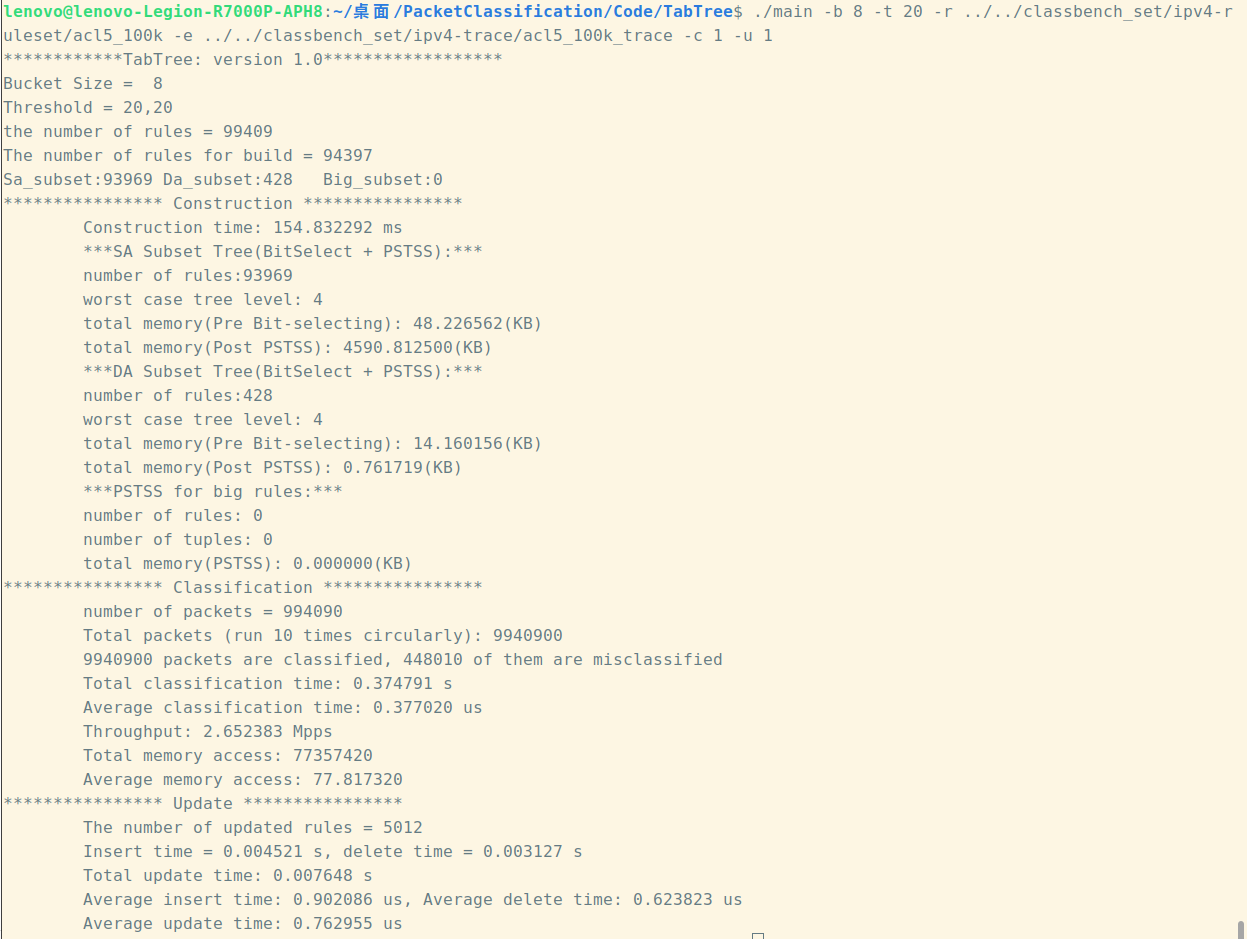 lenovo@lenovo-Legion-R7000P-APH8:~/桌面/PacketClassification/Code/TabTree$ ./main -b 8 -t 20 -r ../../classbench_set/ipv4-r
uleset/acl5_100k -e ../../classbench_set/ipv4-trace/acl5_100k_trace -c 1 -u 1
************TabTree: version 1.0******************
Bucket Size =  8
Threshold = 20,20
the number of rules = 99409
The number of rules for build = 94397
Sa_subset:93969 Da_subset:428   Big_subset:0
**************** Construction ****************
        Construction time: 154.832292 ms
        ***SA Subset Tree(BitSelect + PSTSS):***
        number of rules:93969
        worst case tree level: 4
        total memory(Pre Bit-selecting): 48.226562(KB)
        total memory(Post PSTSS): 4590.812500(KB)
        ***DA Subset Tree(BitSelect + PSTSS):***
        number of rules:428
        worst case tree level: 4
        total memory(Pre Bit-selecting): 14.160156(KB)
        total memory(Post PSTSS): 0.761719(KB)
        ***PSTSS for big rules:***
        number of rules: 0
        number of tuples: 0
        total memory(PSTSS): 0.000000(KB)
**************** Classification ****************
        number of packets = 994090
        Total packets (run 10 times circularly): 9940900
        9940900 packets are classified, 448010 of them are misclassified
        Total classification time: 0.374791 s
        Average classification time: 0.377020 us
        Throughput: 2.652383 Mpps
        Total memory access: 77357420
        Average memory access: 77.817320
**************** Update ****************
        The number of updated rules = 5012
        Insert time = 0.004521 s, delete time = 0.003127 s
        Total update time: 0.007648 s
        Average insert time: 0.902086 us, Average delete time: 0.623823 us
        Average update time: 0.762955 us